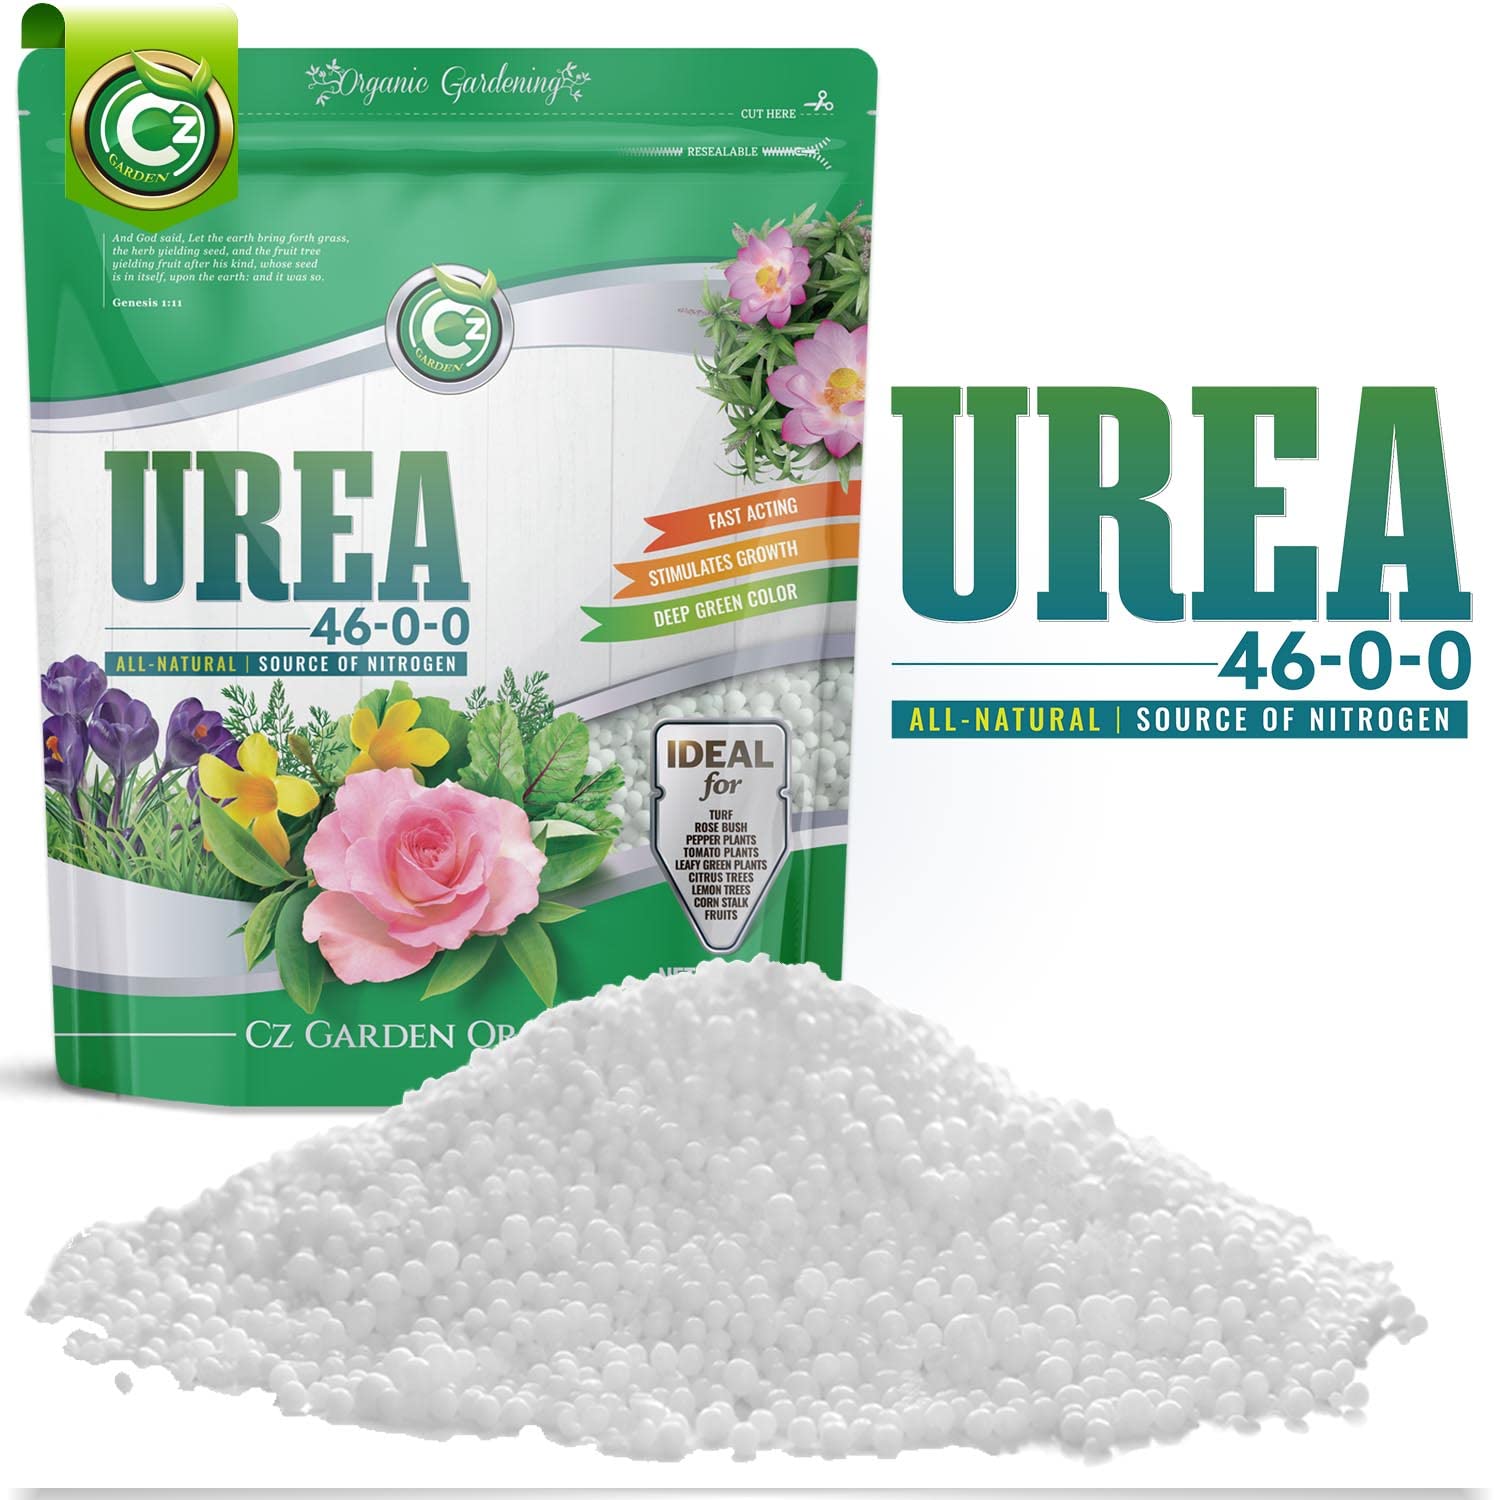 Organic Gardening
CUT HERE
RESEALABLE
Cz
GARDEN
And God said, Let the earth bring forth grass,
the herb yielding seed, and the fruit tree
yielding fruit after his kind, whose seed
is in itself, upon the earth: and it was so.
Genesis 1:11
Cz
GARDEN
UREA
46-0-0
ALL-NATURAL | SOURCE OF NITROGEN
FAST ACTING
STIMULATES GROWTH
DEEP GREEN COLOR
IDEAL
for
TURF
ROSE BUSH
PEPPER PLANTS
TOMATO PLANTS
LEAFY GREEN PLANTS
CITRUS TREES
LEMON TREES
CORN STALK
FRUITS
CZ GARDEN
UREA
46-0-0
ALL-NATURAL | SOURCE OF NITROGEN